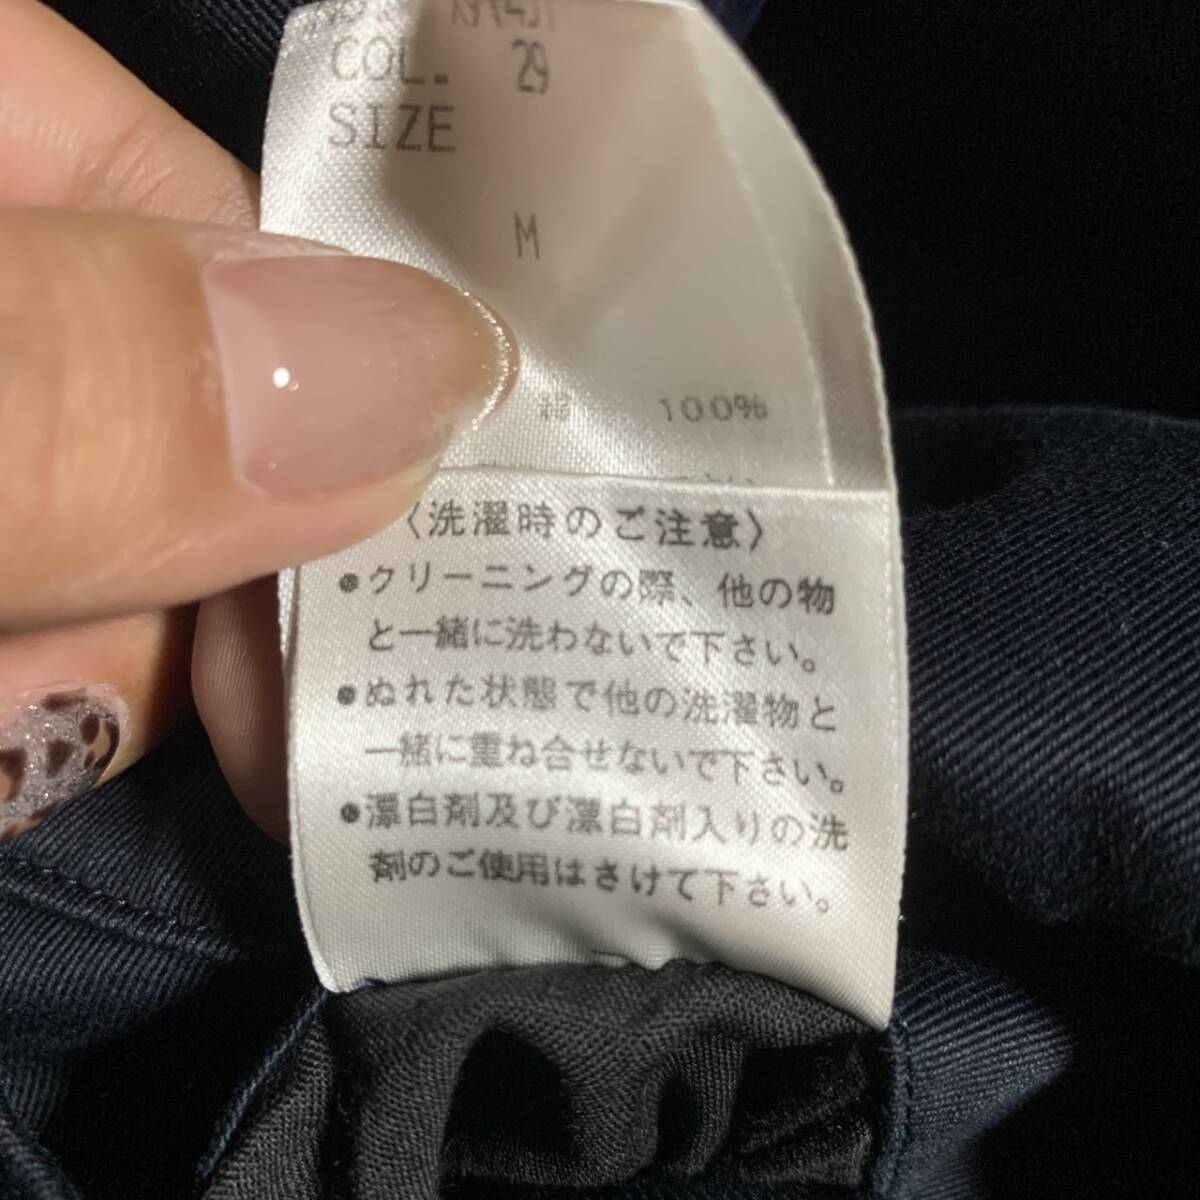 COL. 29
SIZE
M
綿 100%
〈洗濯時のご注意〉
●クリーニングの際、他の物
と一緒に洗わないで下さい。
●ぬれた状態で他の洗濯物と
一緒に重ね合せないで下さい。
●漂白剤及び漂白剤入りの洗
剤のご使用はさけて下さい。